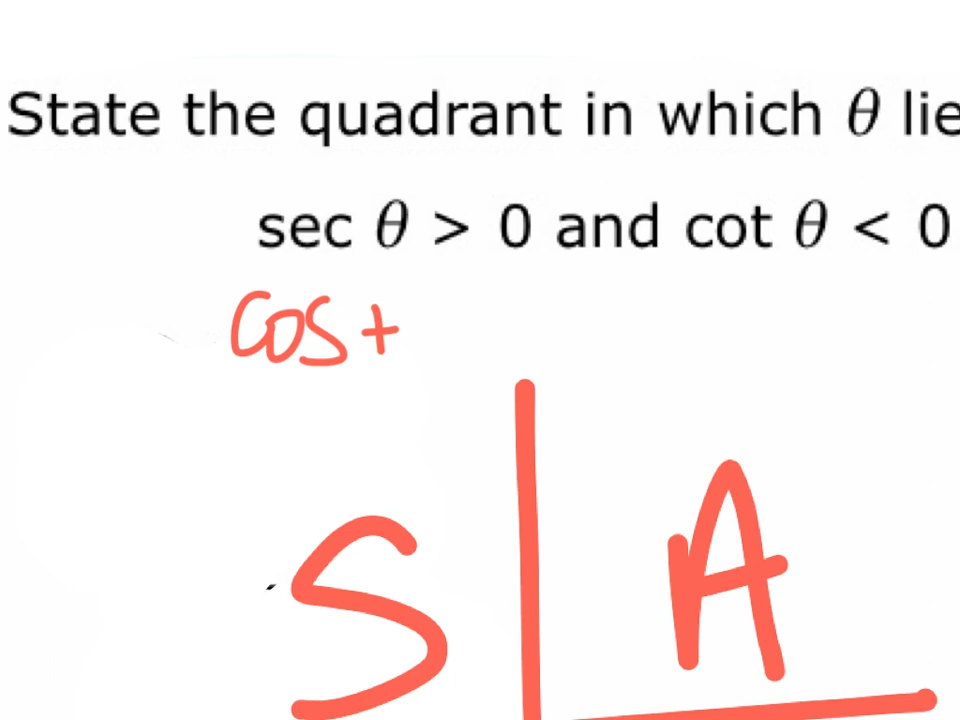 State the quadrant in which θ lie
sec θ > 0 and cot θ < 0
cos +
S A